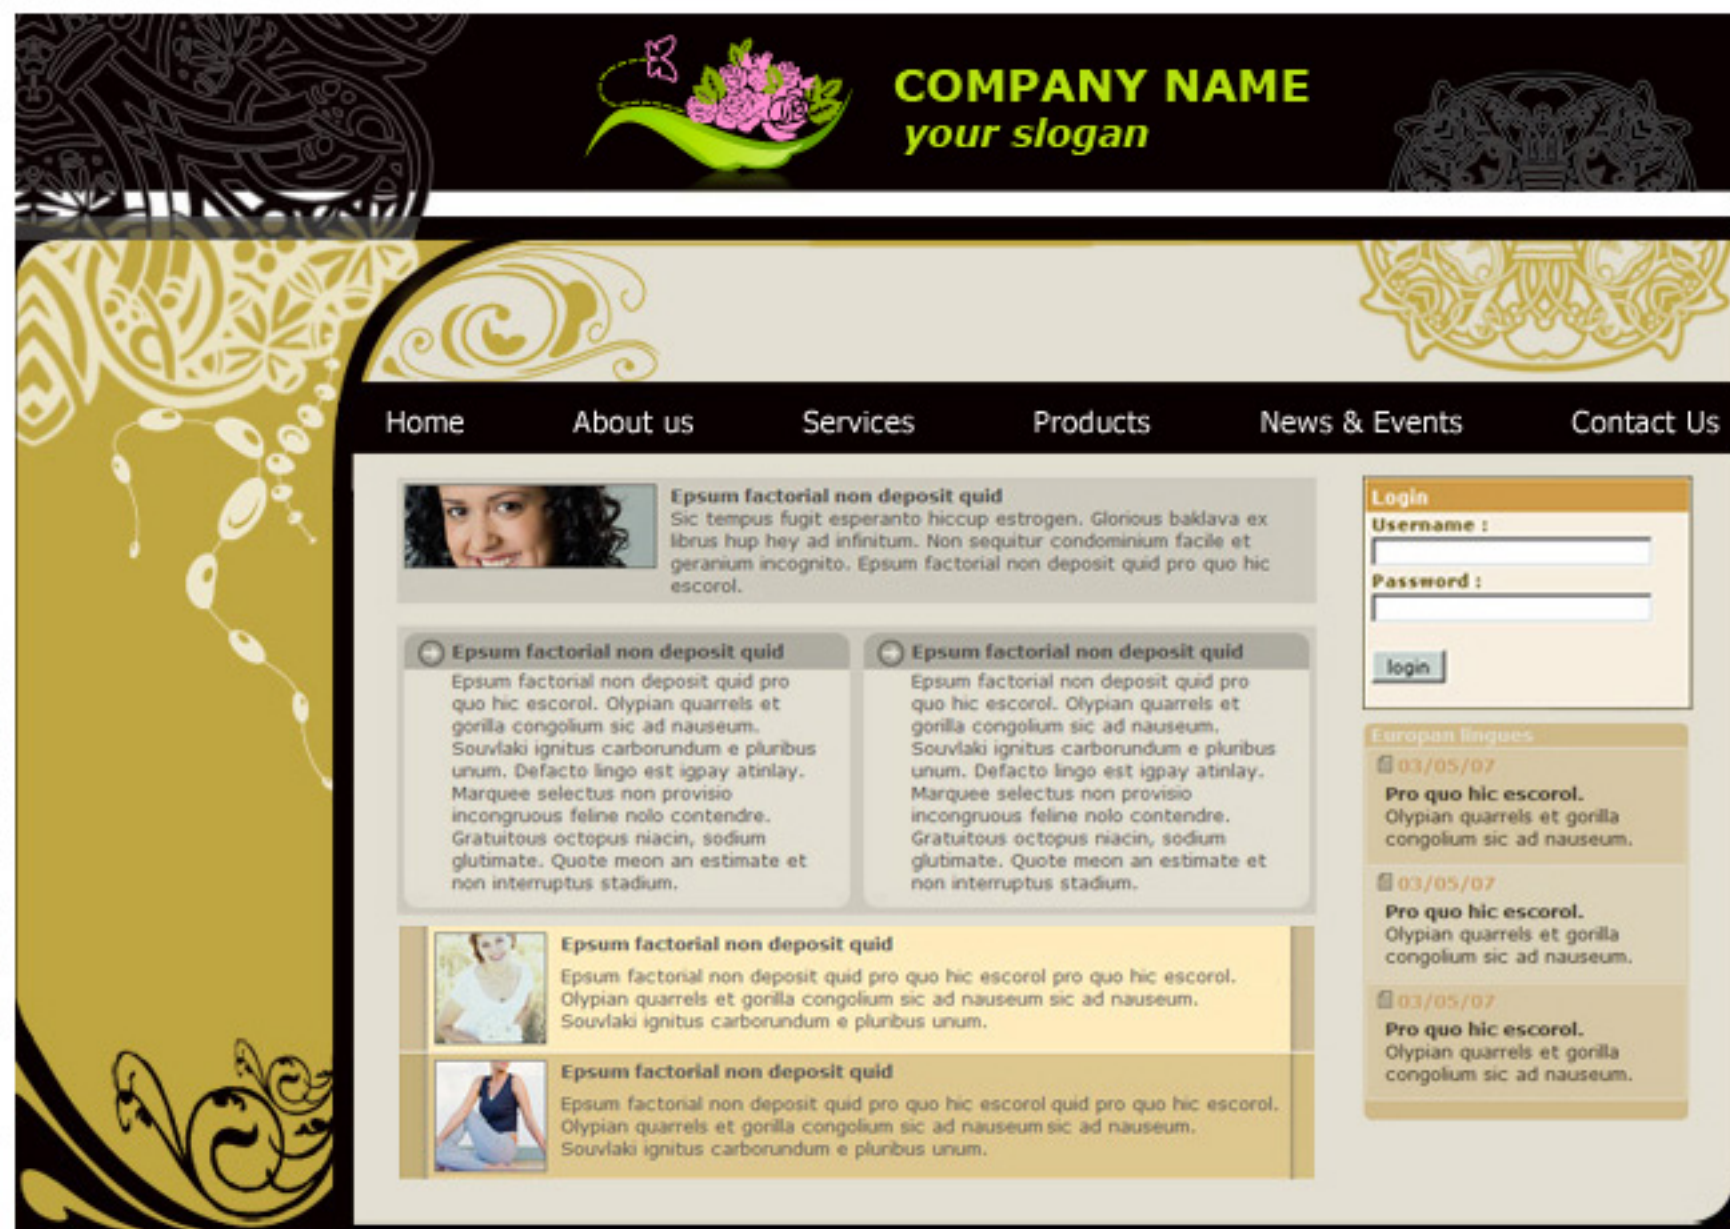 COMPANY NAME
your slogan
Home About us Services Products News & Events Contact Us
Epsum factorial non deposit quid
Sic tempus fugit esperanto hiccup estrogen. Glorious baklava ex
librus hup hey ad infinitum. Non sequitur condominium facile et
geranium incognito. Epsum factorial non deposit quid pro quo hic
escorol.
Epsum factorial non deposit quid
Epsum factorial non deposit quid pro
quo hic escorol. Olypian quarrels et
gorilla congolium sic ad nauseum.
Souvlaki ignitus carborundum e pluribus
unum. Defacto lingo est igpay atinlay.
Marquee selectus non provisio
incongruous feline nolo contendre.
Gratuitous octopus niacin, sodium
glutimate. Quote meon an estimate et
non interruptus stadium.
Epsum factorial non deposit quid
Epsum factorial non deposit quid pro
quo hic escorol. Olypian quarrels et
gorilla congolium sic ad nauseum.
Souvlaki ignitus carborundum e pluribus
unum. Defacto lingo est igpay atinlay.
Marquee selectus non provisio
incongruous feline nolo contendre.
Gratuitous octopus niacin, sodium
glutimate. Quote meon an estimate et
non interruptus stadium.
Epsum factorial non deposit quid
Epsum factorial non deposit quid pro quo hic escorol pro quo hic escorol.
Olypian quarrels et gorilla congolium sic ad nauseum sic ad nauseum.
Souvlaki ignitus carborundum e pluribus unum.
Epsum factorial non deposit quid
Epsum factorial non deposit quid pro quo hic escorol quid pro quo hic escorol.
Olypian quarrels et gorilla congolium sic ad nauseum sic ad nauseum.
Souvlaki ignitus carborundum e pluribus unum.
Login
Username :
Password :
login
Europan lingues
03/05/07
Pro quo hic escorol.
Olypian quarrels et gorilla
congolium sic ad nauseum.
03/05/07
Pro quo hic escorol.
Olypian quarrels et gorilla
congolium sic ad nauseum.
03/05/07
Pro quo hic escorol.
Olypian quarrels et gorilla
congolium sic ad nauseum.